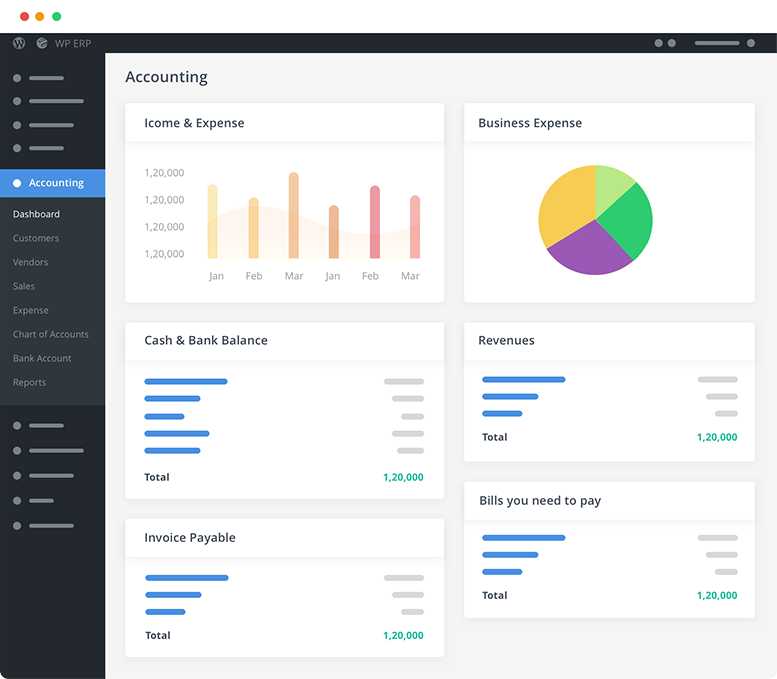 WP ERP
Accounting
Dashboard
Customers
Vendors
Sales
Expense
Chart of Accounts
Bank Account
Reports
Accounting
Icome & Expense
1,20,000
1,20,000
1,20,000
1,20,000
Jan Feb Mar Jan Feb Mar
Business Expense
Cash & Bank Balance
Total 1,20,000
Revenues
Total 1,20,000
Invoice Payable
Total 1,20,000
Bills you need to pay
Total 1,20,000